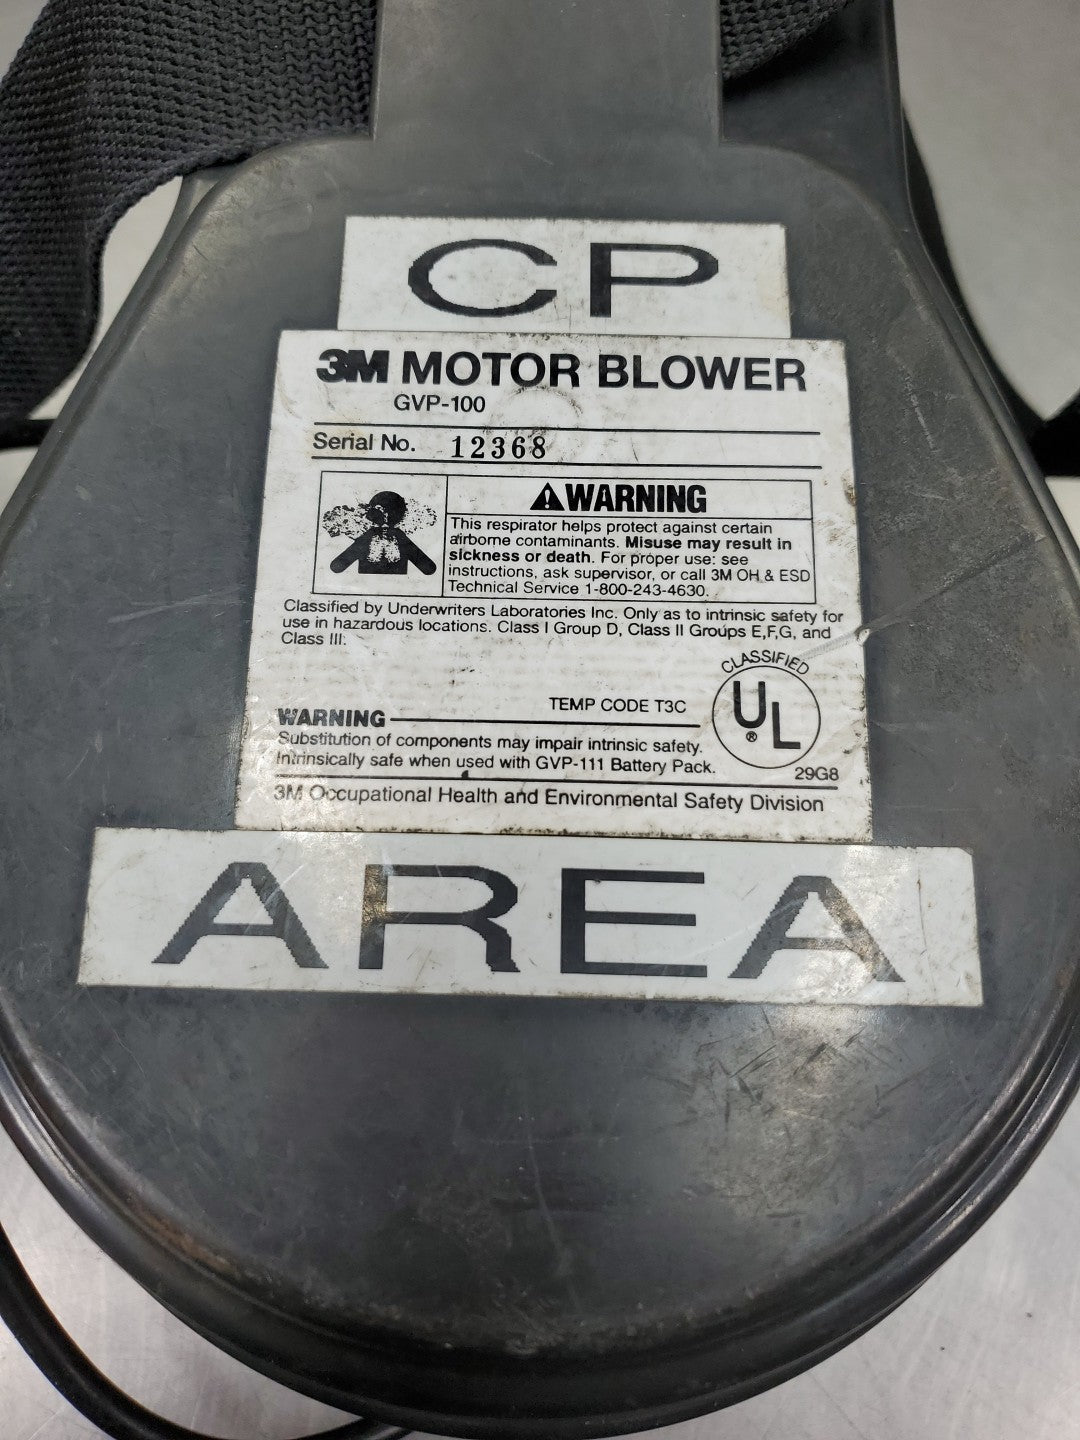 CP
3M MOTOR BLOWER
GVP-100
Serial No. 12368
⚠WARNING
This respirator helps protect against certain
airborne contaminants. Misuse may result in
sickness or death. For proper use: see
instructions, ask supervisor, or call 3M OH & ESD
Technical Service 1-800-243-4630.
Classified by Underwriters Laboratories Inc. Only as to intrinsic safety for
use in hazardous locations. Class I Group D, Class II Groups E,F,G, and
Class III.
CLASSIFIED
UL
®
TEMP CODE T3C
WARNING
Substitution of components may impair intrinsic safety.
Intrinsically safe when used with GVP-111 Battery Pack.
29G8
3M Occupational Health and Environmental Safety Division
AREA